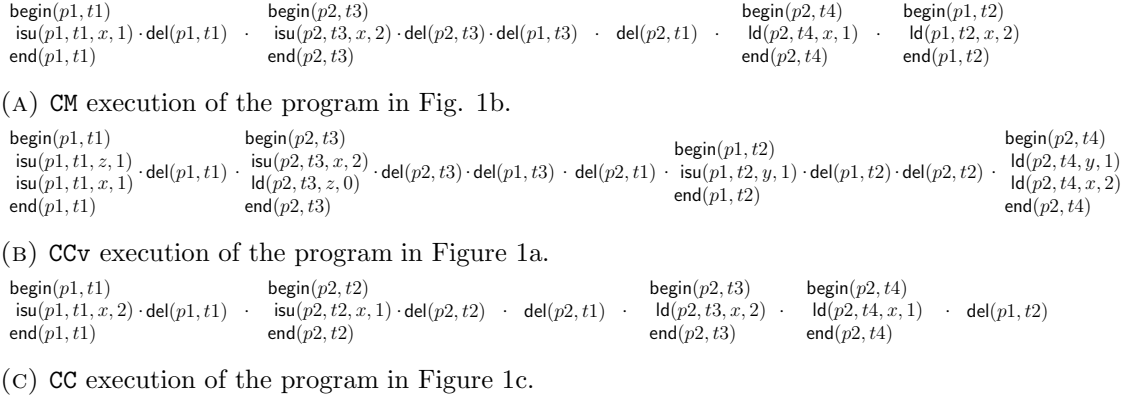 begin(p1, t1) begin(p2, t3) begin(p2, t4) begin(p1, t2)
isu(p1, t1, x, 1) · del(p1, t1) · isu(p2, t3, x, 2) · del(p2, t3) · del(p1, t3) · del(p2, t1) · ld(p2, t4, x, 1) · ld(p1, t2, x, 2)
end(p1, t1) end(p2, t3) end(p2, t4) end(p1, t2)
(A) CM execution of the program in Fig. 1b.
begin(p1, t1) begin(p2, t3) begin(p1, t2) begin(p2, t4)
isu(p1, t1, z, 1) isu(p2, t3, x, 2) ld(p2, t4, y, 1)
· del(p1, t1) · · del(p2, t3) · del(p1, t3) · del(p2, t1) · isu(p1, t2, y, 1) · del(p1, t2) · del(p2, t2) ·
isu(p1, t1, x, 1) ld(p2, t3, z, 0) ld(p2, t4, x, 2)
end(p1, t1) end(p2, t3) end(p1, t2) end(p2, t4)
(B) CCv execution of the program in Figure 1a.
begin(p1, t1) begin(p2, t2) begin(p2, t3) begin(p2, t4)
isu(p1, t1, x, 2) · del(p1, t1) · isu(p2, t2, x, 1) · del(p2, t2) · del(p2, t1) · ld(p2, t3, x, 2) · ld(p2, t4, x, 1) · del(p1, t2)
end(p1, t1) end(p2, t2) end(p2, t3) end(p2, t4)
(C) CC execution of the program in Figure 1c.